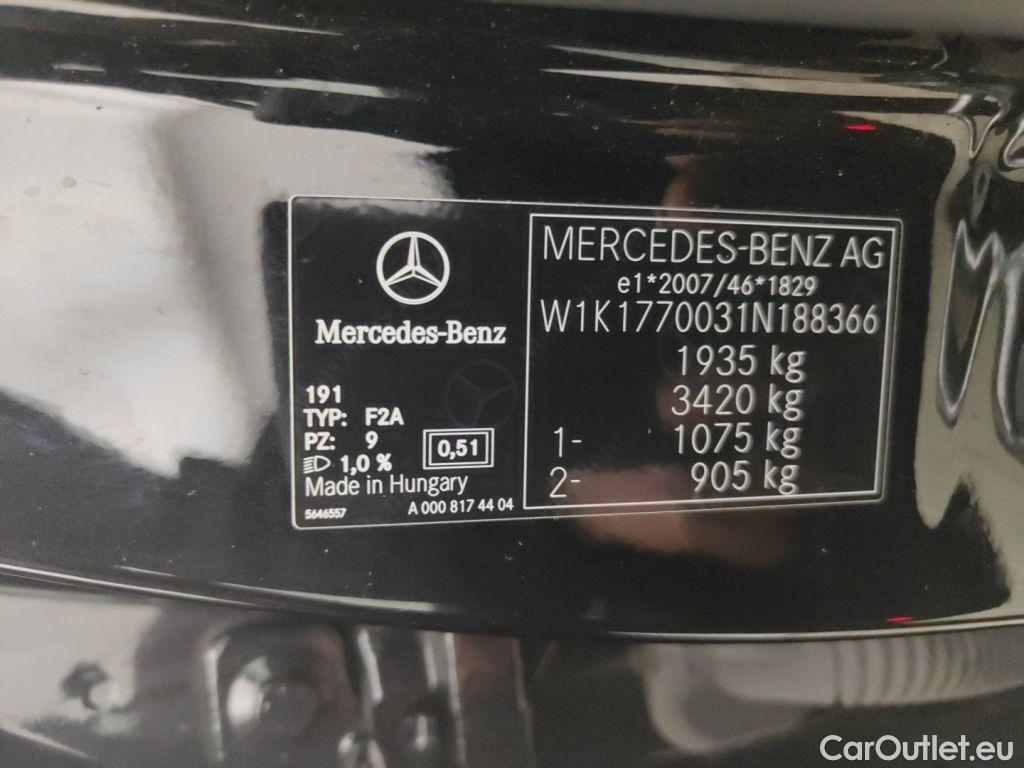 Mercedes-Benz
191
TYP: F2A
PZ: 9
1,0 %
0,51
Made in Hungary
5646557
A 000 817 44 04
MERCEDES-BENZ AG
e1*2007/46*1829
W1K1770031N188366
1935 kg
3420 kg
1- 1075 kg
2- 905 kg
CarOutlet.eu